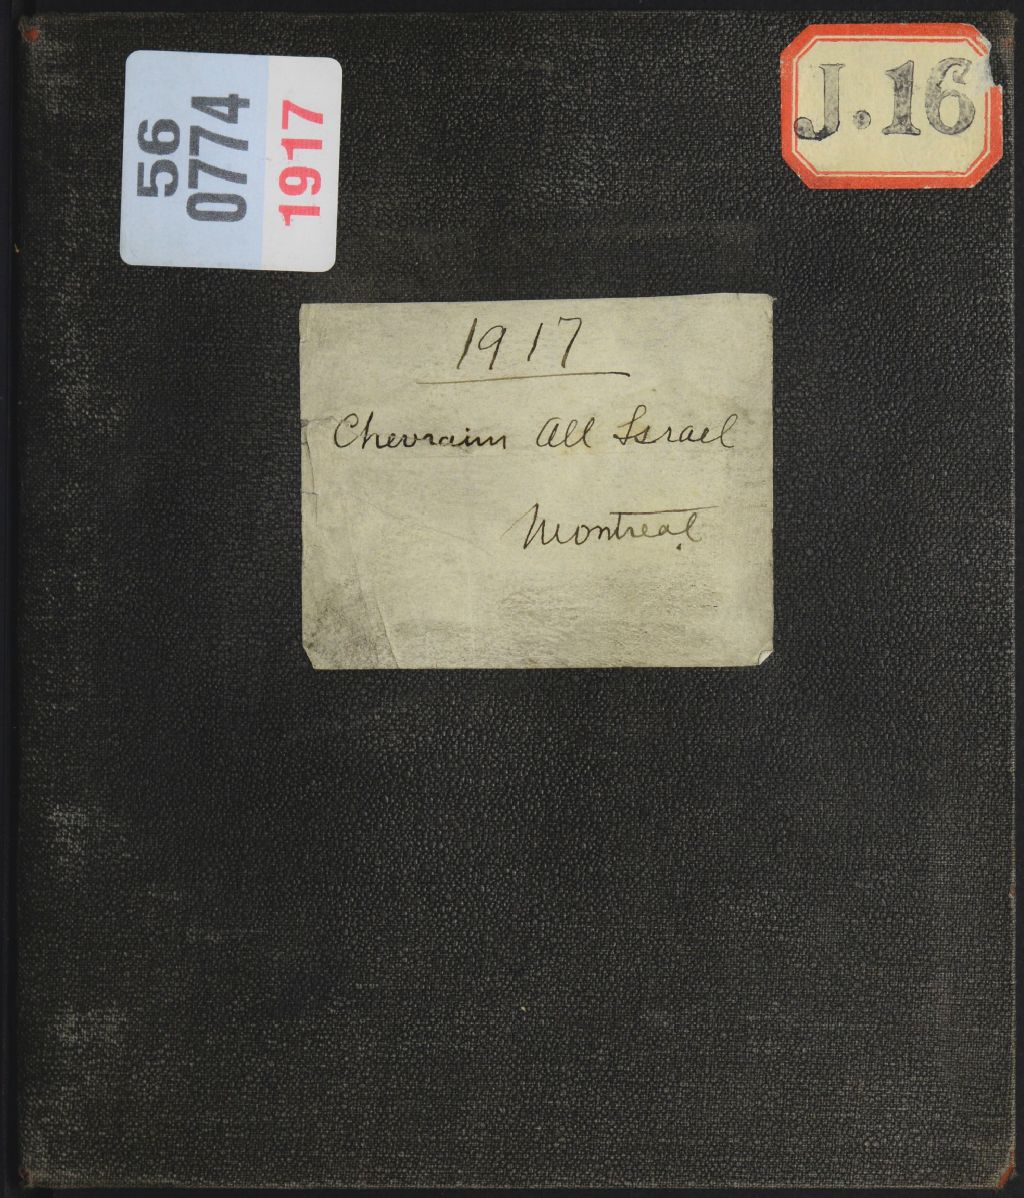 56
0774
1917
J.16
1917
Chevraim All Israel
Montreal